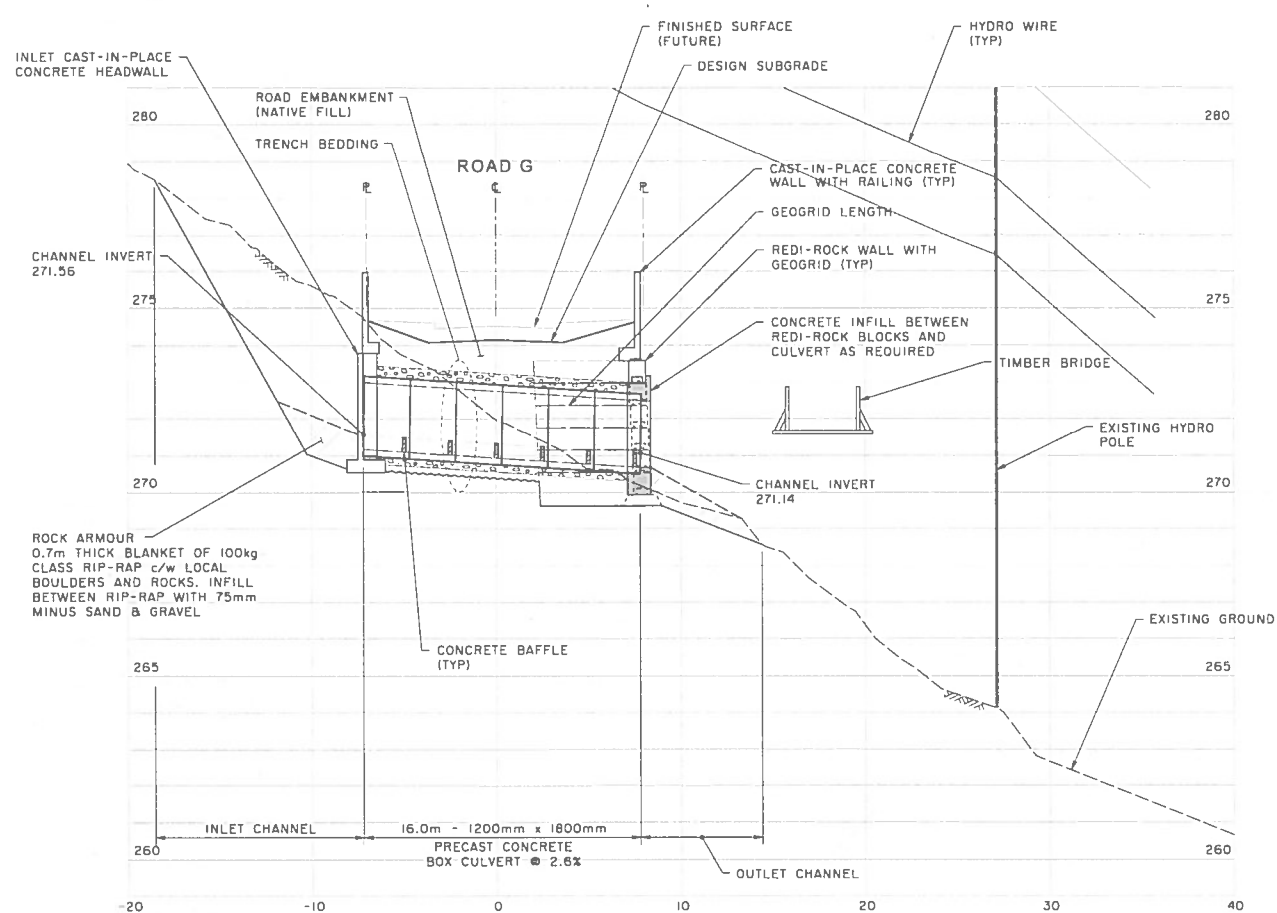 FINISHED SURFACE
(FUTURE)
HYDRO WIRE
(TYP)
INLET CAST-IN-PLACE
CONCRETE HEADWALL
DESIGN SUBGRADE
ROAD EMBANKMENT
(NATIVE FILL)
280
280
TRENCH BEDDING
ROAD G
CAST-IN-PLACE CONCRETE
WALL WITH RAILING (TYP)
PL
CL
PL
GEOGRID LENGTH
CHANNEL INVERT
271.56
REDI-ROCK WALL WITH
GEOGRID (TYP)
275
275
CONCRETE INFILL BETWEEN
REDI-ROCK BLOCKS AND
CULVERT AS REQUIRED
TIMBER BRIDGE
EXISTING HYDRO
POLE
CHANNEL INVERT
271.14
270
270
ROCK ARMOUR
0.7m THICK BLANKET OF 100kg
CLASS RIP-RAP c/w LOCAL
BOULDERS AND ROCKS. INFILL
BETWEEN RIP-RAP WITH 75mm
MINUS SAND & GRAVEL
EXISTING GROUND
CONCRETE BAFFLE
(TYP)
265
265
INLET CHANNEL
16.0m - 1200mm x 1800mm
PRECAST CONCRETE
BOX CULVERT @ 2.6%
260
260
OUTLET CHANNEL
-20
-10
0
10
20
30
40